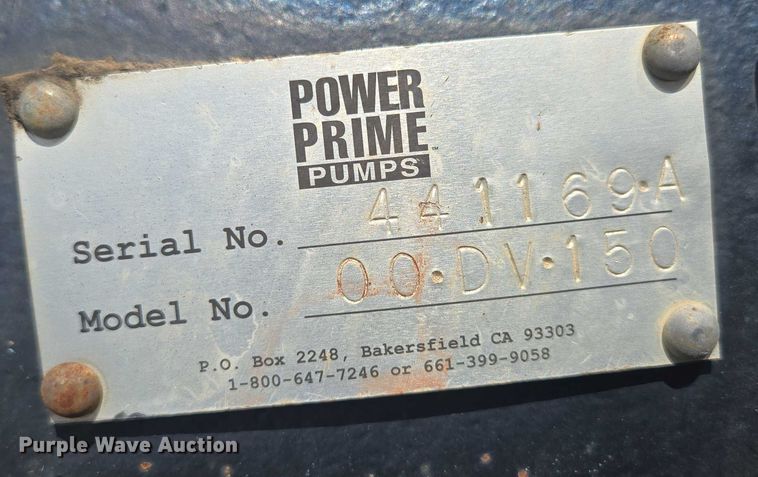 POWER
PRIME™
PUMPS
Serial No. 441169·A
Model No. 00·DV·150
P.O. Box 2248, Bakersfield CA 93303
1-800-647-7246 or 661-399-9058
Purple Wave Auction